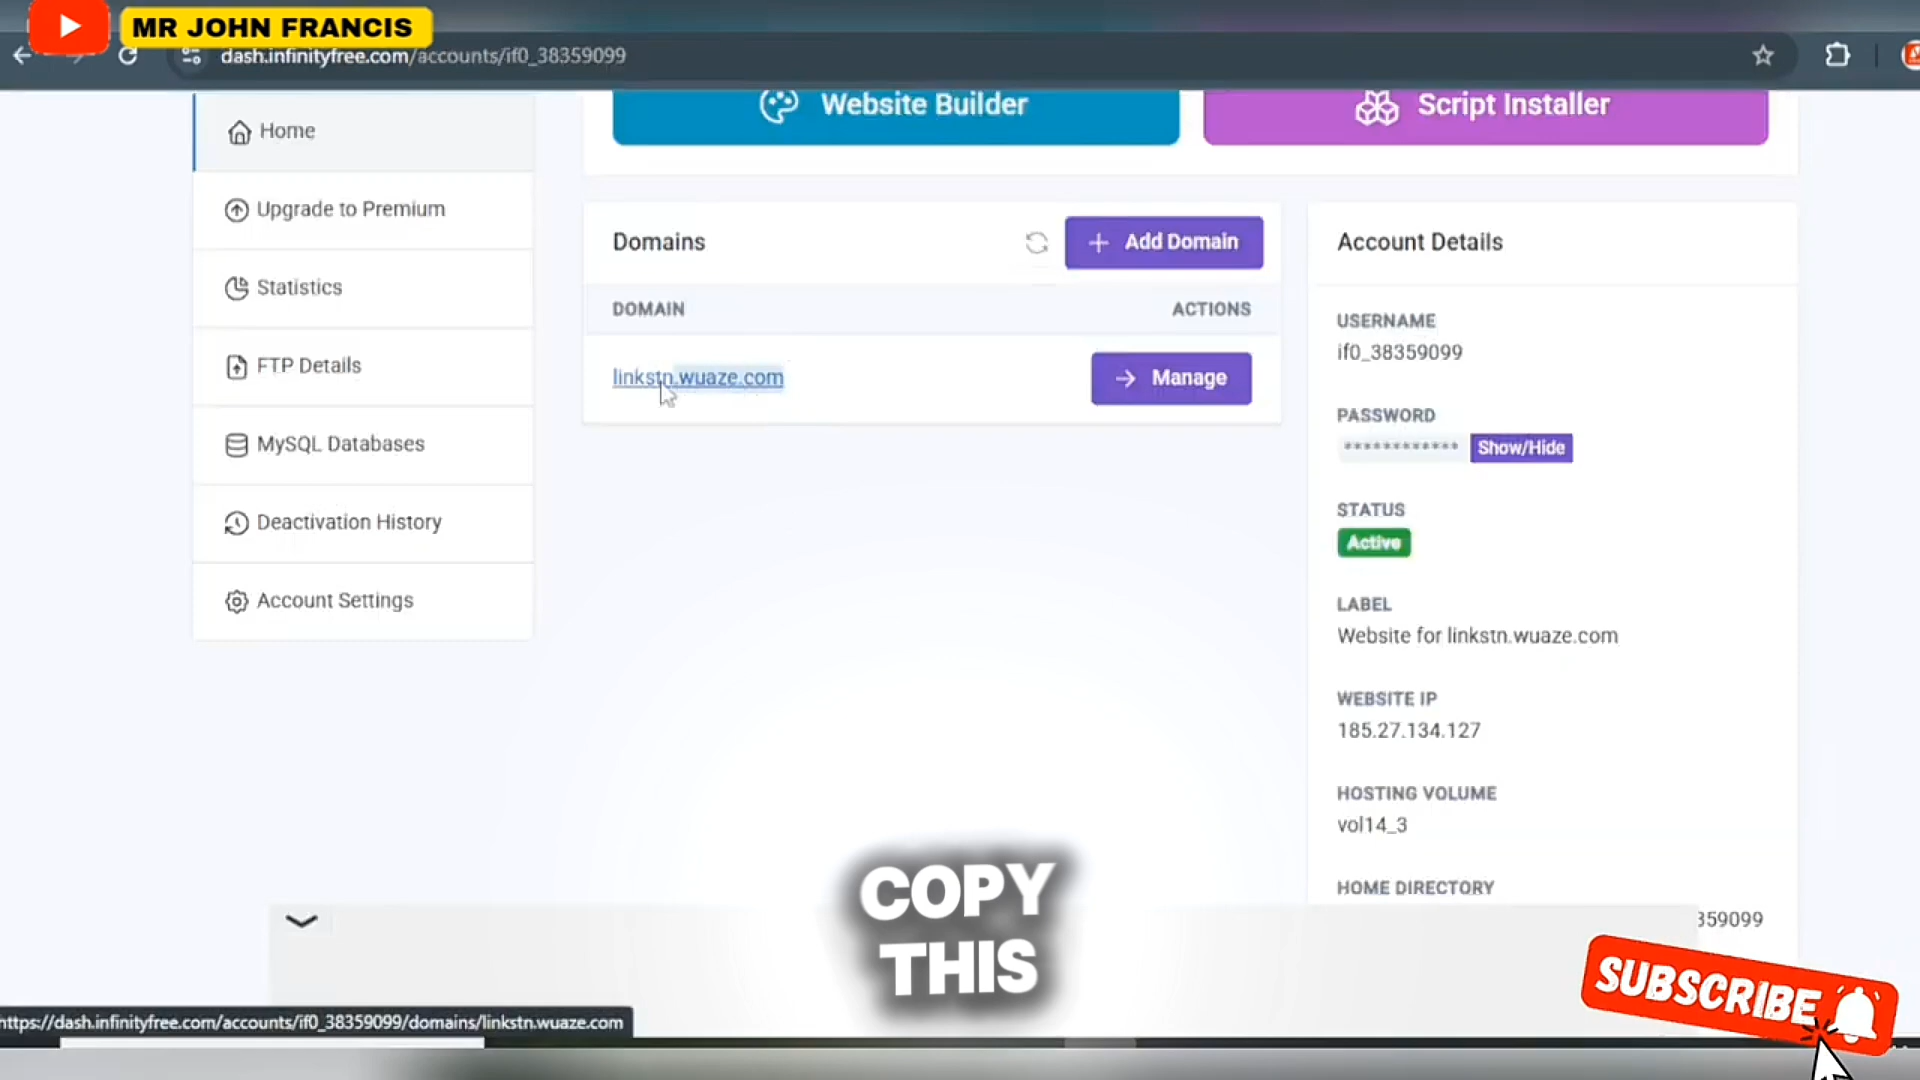 MR JOHN FRANCIS
dash.infinityfree.com/accounts/if0_38359099
Website Builder
Script Installer
Home
Upgrade to Premium
Statistics
FTP Details
MySQL Databases
Deactivation History
Account Settings
Domains
+ Add Domain
DOMAIN
ACTIONS
linkstn.wuaze.com
Manage
Account Details
USERNAME
if0_38359099
PASSWORD
************
Show/Hide
STATUS
Active
LABEL
Website for linkstn.wuaze.com
WEBSITE IP
185.27.134.127
HOSTING VOLUME
vol14_3
HOME DIRECTORY
359099
COPY
THIS
SUBSCRIBE
https://dash.infinityfree.com/accounts/if0_38359099/domains/linkstn.wuaze.com